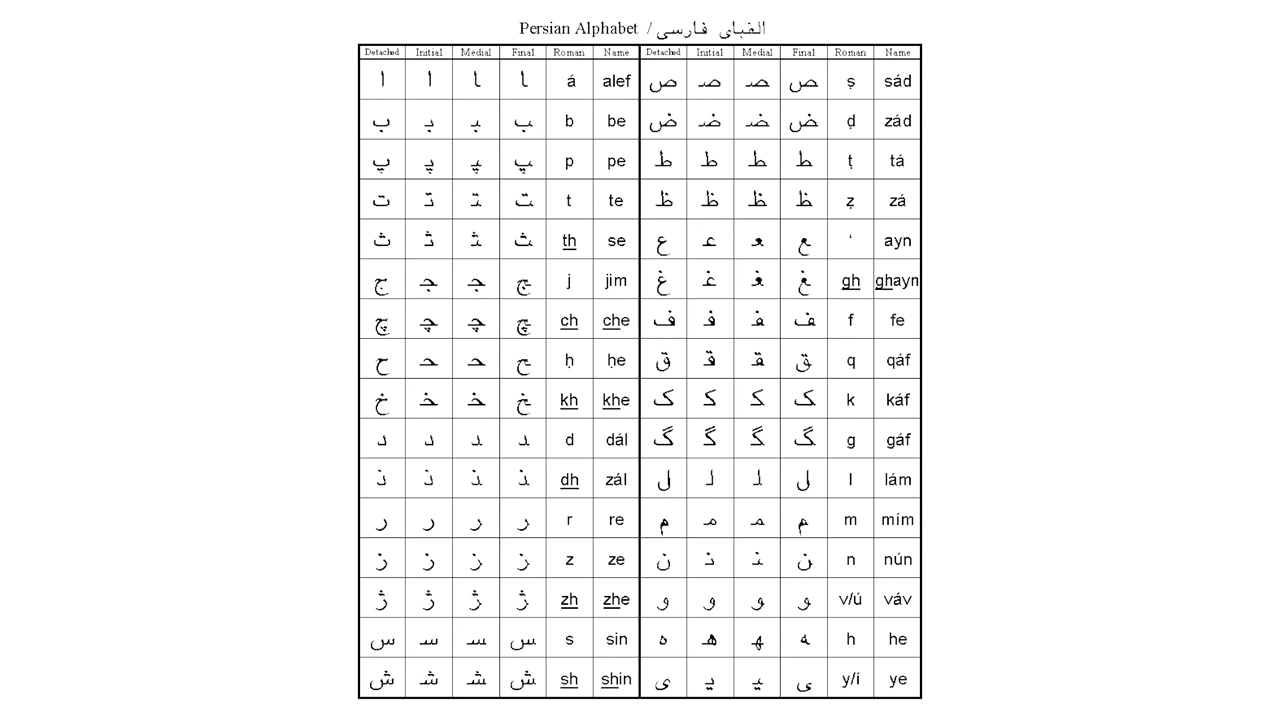 Persian Alphabet / الفبای فارسی
Detached Initial Medial Final Roman Name Detached Initial Medial Final Roman Name
ا ا ـا ـا á alef ص صـ ـصـ ـص ṣ sád
ب بـ ـبـ ـب b be ض ضـ ـضـ ـض ḍ zád
پ پـ ـپـ ـپ p pe ط طـ ـطـ ـط ṭ tá
ت تـ ـتـ ـت t te ظ ظـ ـظـ ـظ ẓ zá
ث ثـ ـثـ ـث th se ع عـ ـعـ ـع ‘ ayn
ج جـ ـجـ ـج j jim غ غـ ـغـ ـغ gh ghayn
چ چـ ـچـ ـچ ch che ف فـ ـفـ ـف f fe
ح حـ ـحـ ـح ḥ ḥe ق قـ ـقـ ـق q qáf
خ خـ ـخـ ـخ kh khe ک کـ ـکـ ـک k káf
د د ـد ـد d dál گ گـ ـگـ ـگ g gáf
ذ ذ ـذ ـذ dh zál ل لـ ـلـ ـل l lám
ر ر ـر ـر r re م مـ ـمـ ـم m mím
ز ز ـز ـز z ze ن نـ ـنـ ـن n nún
ژ ژ ـژ ـژ zh zhe و و ـو ـو v/ú váv
س سـ ـسـ ـس s sin ه هـ ـهـ ـه h he
ش شـ ـشـ ـش sh shin ی یـ ـیـ ـی y/í ye